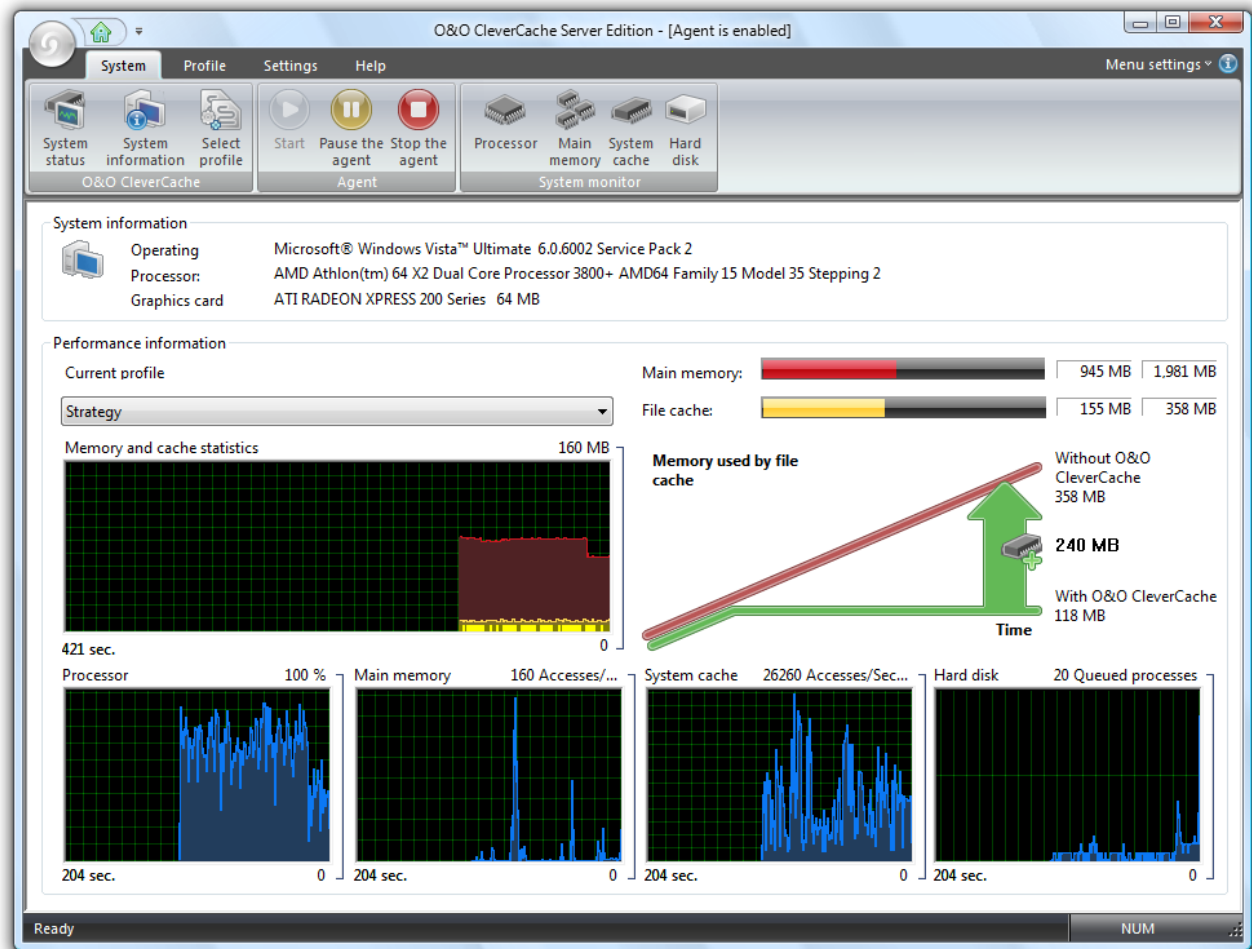 O&O CleverCache Server Edition - [Agent is enabled]
System Profile Settings Help Menu settings
System status
System information
Select profile
O&O CleverCache
Start
Pause the agent
Stop the agent
Agent
Processor
Main memory
System cache
Hard disk
System monitor
System information
Operating Microsoft® Windows Vista™ Ultimate 6.0.6002 Service Pack 2
Processor: AMD Athlon(tm) 64 X2 Dual Core Processor 3800+ AMD64 Family 15 Model 35 Stepping 2
Graphics card ATI RADEON XPRESS 200 Series 64 MB
Performance information
Current profile
Strategy
Main memory: 945 MB 1,981 MB
File cache: 155 MB 358 MB
Memory and cache statistics 160 MB
421 sec. 0
Memory used by file
cache
Without O&O
CleverCache
358 MB
240 MB
With O&O CleverCache
118 MB
Time
Processor 100 %
204 sec. 0
Main memory 160 Accesses/...
204 sec. 0
System cache 26260 Accesses/Sec...
204 sec. 0
Hard disk 20 Queued processes
204 sec. 0
Ready NUM